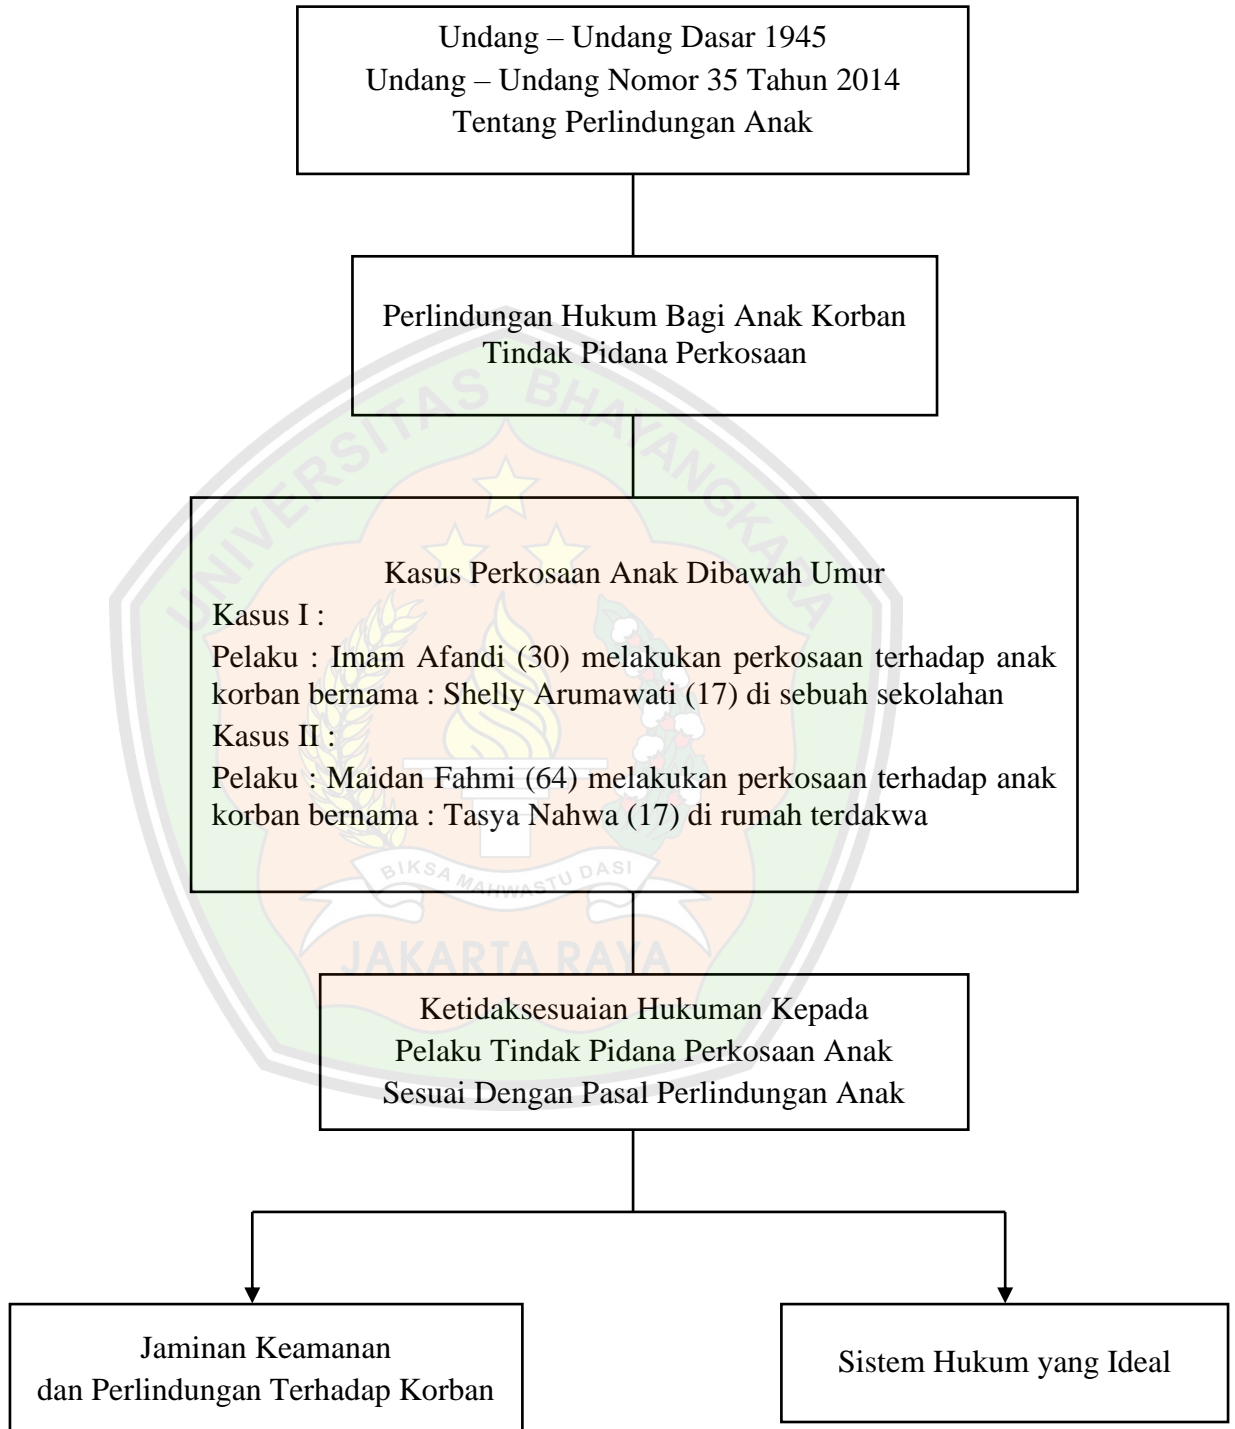 Undang – Undang Dasar 1945
Undang – Undang Nomor 35 Tahun 2014
Tentang Perlindungan Anak
Perlindungan Hukum Bagi Anak Korban
Tindak Pidana Perkosaan
UNIVERSITAS BHAYANGKARA
Kasus Perkosaan Anak Dibawah Umur
Kasus I :
Pelaku : Imam Afandi (30) melakukan perkosaan terhadap anak
korban bernama : Shelly Arumawati (17) di sebuah sekolahan
Kasus II :
Pelaku : Maidan Fahmi (64) melakukan perkosaan terhadap anak
korban bernama : Tasya Nahwa (17) di rumah terdakwa
BIKSA MAHWASTU DASI
JAKARTA RAYA
Ketidaksesuaian Hukuman Kepada
Pelaku Tindak Pidana Perkosaan Anak
Sesuai Dengan Pasal Perlindungan Anak
Jaminan Keamanan
dan Perlindungan Terhadap Korban
Sistem Hukum yang Ideal